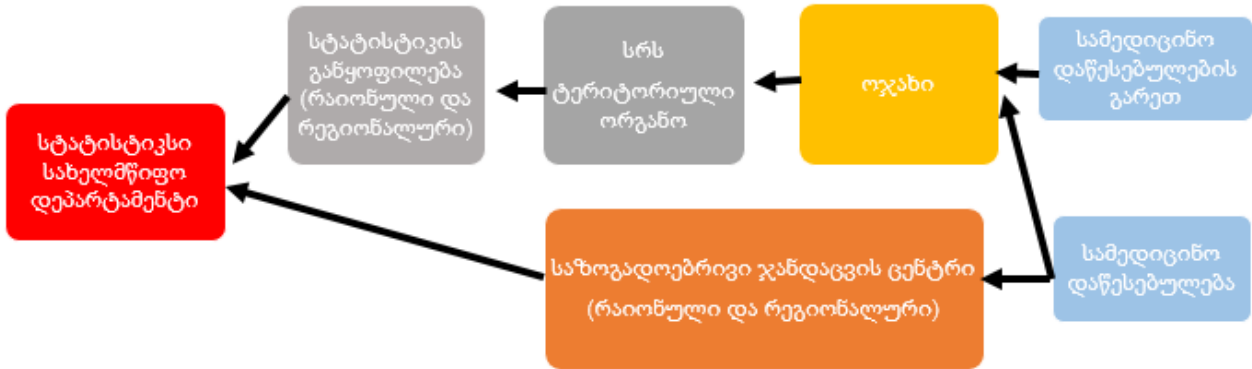 სტატისტიკსი
სახელმწიფო
დეპარტამენტი
სტატისტიკის
განყოფილება
(რაიონული და
რეგიონალური)
სრს
ტერიტორიული
ორგანო
ოჯახი
სამედიცინო
დაწესებულების
გარეთ
საზოგადოებრივი ჯანდაცვის ცენტრი
(რაიონული და რეგიონალური)
სამედიცინო
დაწესებულება